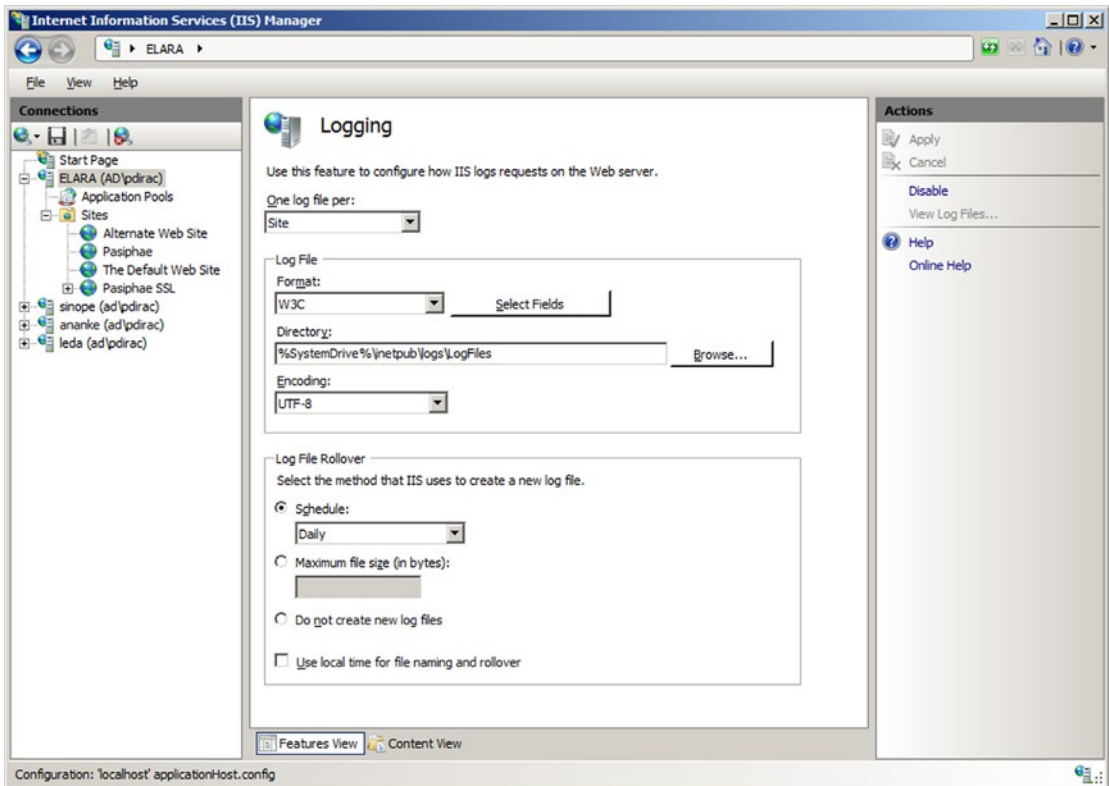 Internet Information Services (IIS) Manager
ELARA
File View Help
Connections
Start Page
ELARA (AD\pdirac)
Application Pools
Sites
Alternate Web Site
Pasiphae
The Default Web Site
Pasiphae SSL
sinope (ad\pdirac)
ananke (ad\pdirac)
leda (ad\pdirac)
Logging
Use this feature to configure how IIS logs requests on the Web server.
One log file per:
Site
Log File
Format:
W3C Select Fields
Directory:
%SystemDrive%\inetpub\logs\LogFiles Browse...
Encoding:
UTF-8
Log File Rollover
Select the method that IIS uses to create a new log file.
Schedule:
Daily
Maximum file size (in bytes):
Do not create new log files
Use local time for file naming and rollover
Features View Content View
Actions
Apply
Cancel
Disable
View Log Files...
Help
Online Help
Configuration: 'localhost' applicationHost.config